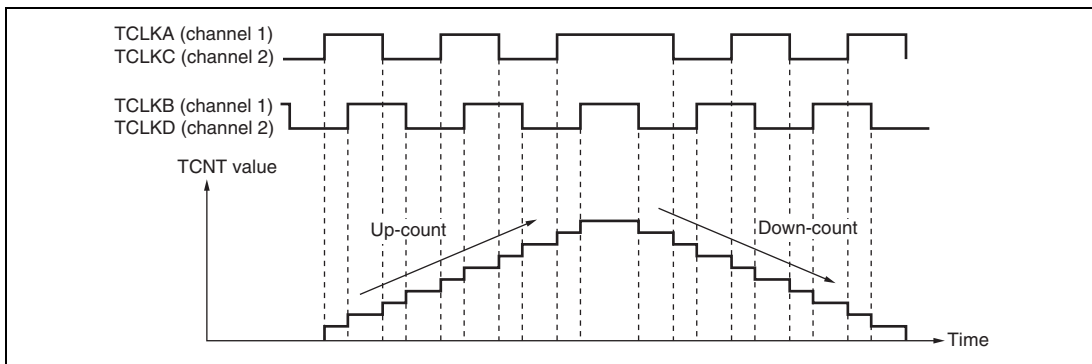 TCLKA (channel 1)
TCLKC (channel 2)
TCLKB (channel 1)
TCLKD (channel 2)
TCNT value
Up-count
Down-count
Time